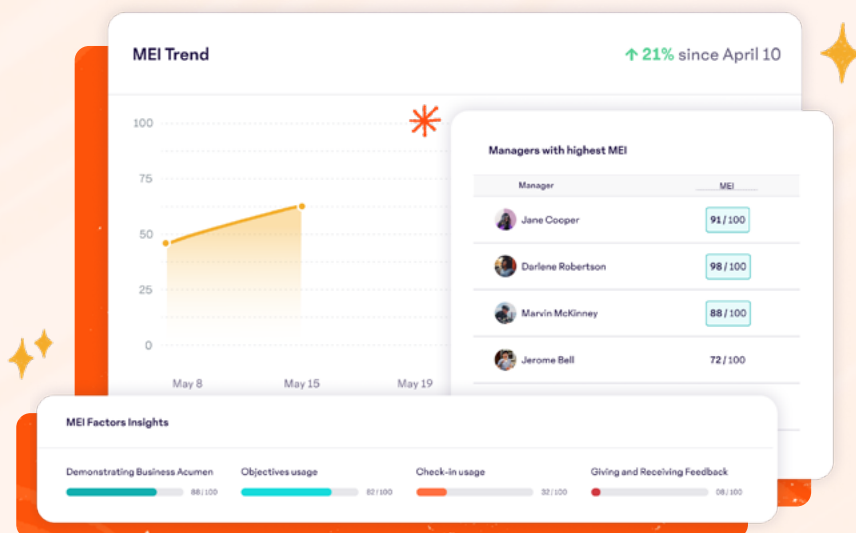 MEI Trend
↑ 21% since April 10
100
75
50
25
0
May 8 May 15 May 19
Managers with highest MEI
Manager MEI
Jane Cooper 91/100
Darlene Robertson 98/100
Marvin McKinney 88/100
Jerome Bell 72/100
MEI Factors Insights
Demonstrating Business Acumen Objectives usage Check-in usage Giving and Receiving Feedback
88/100 82/100 32/100 08/100